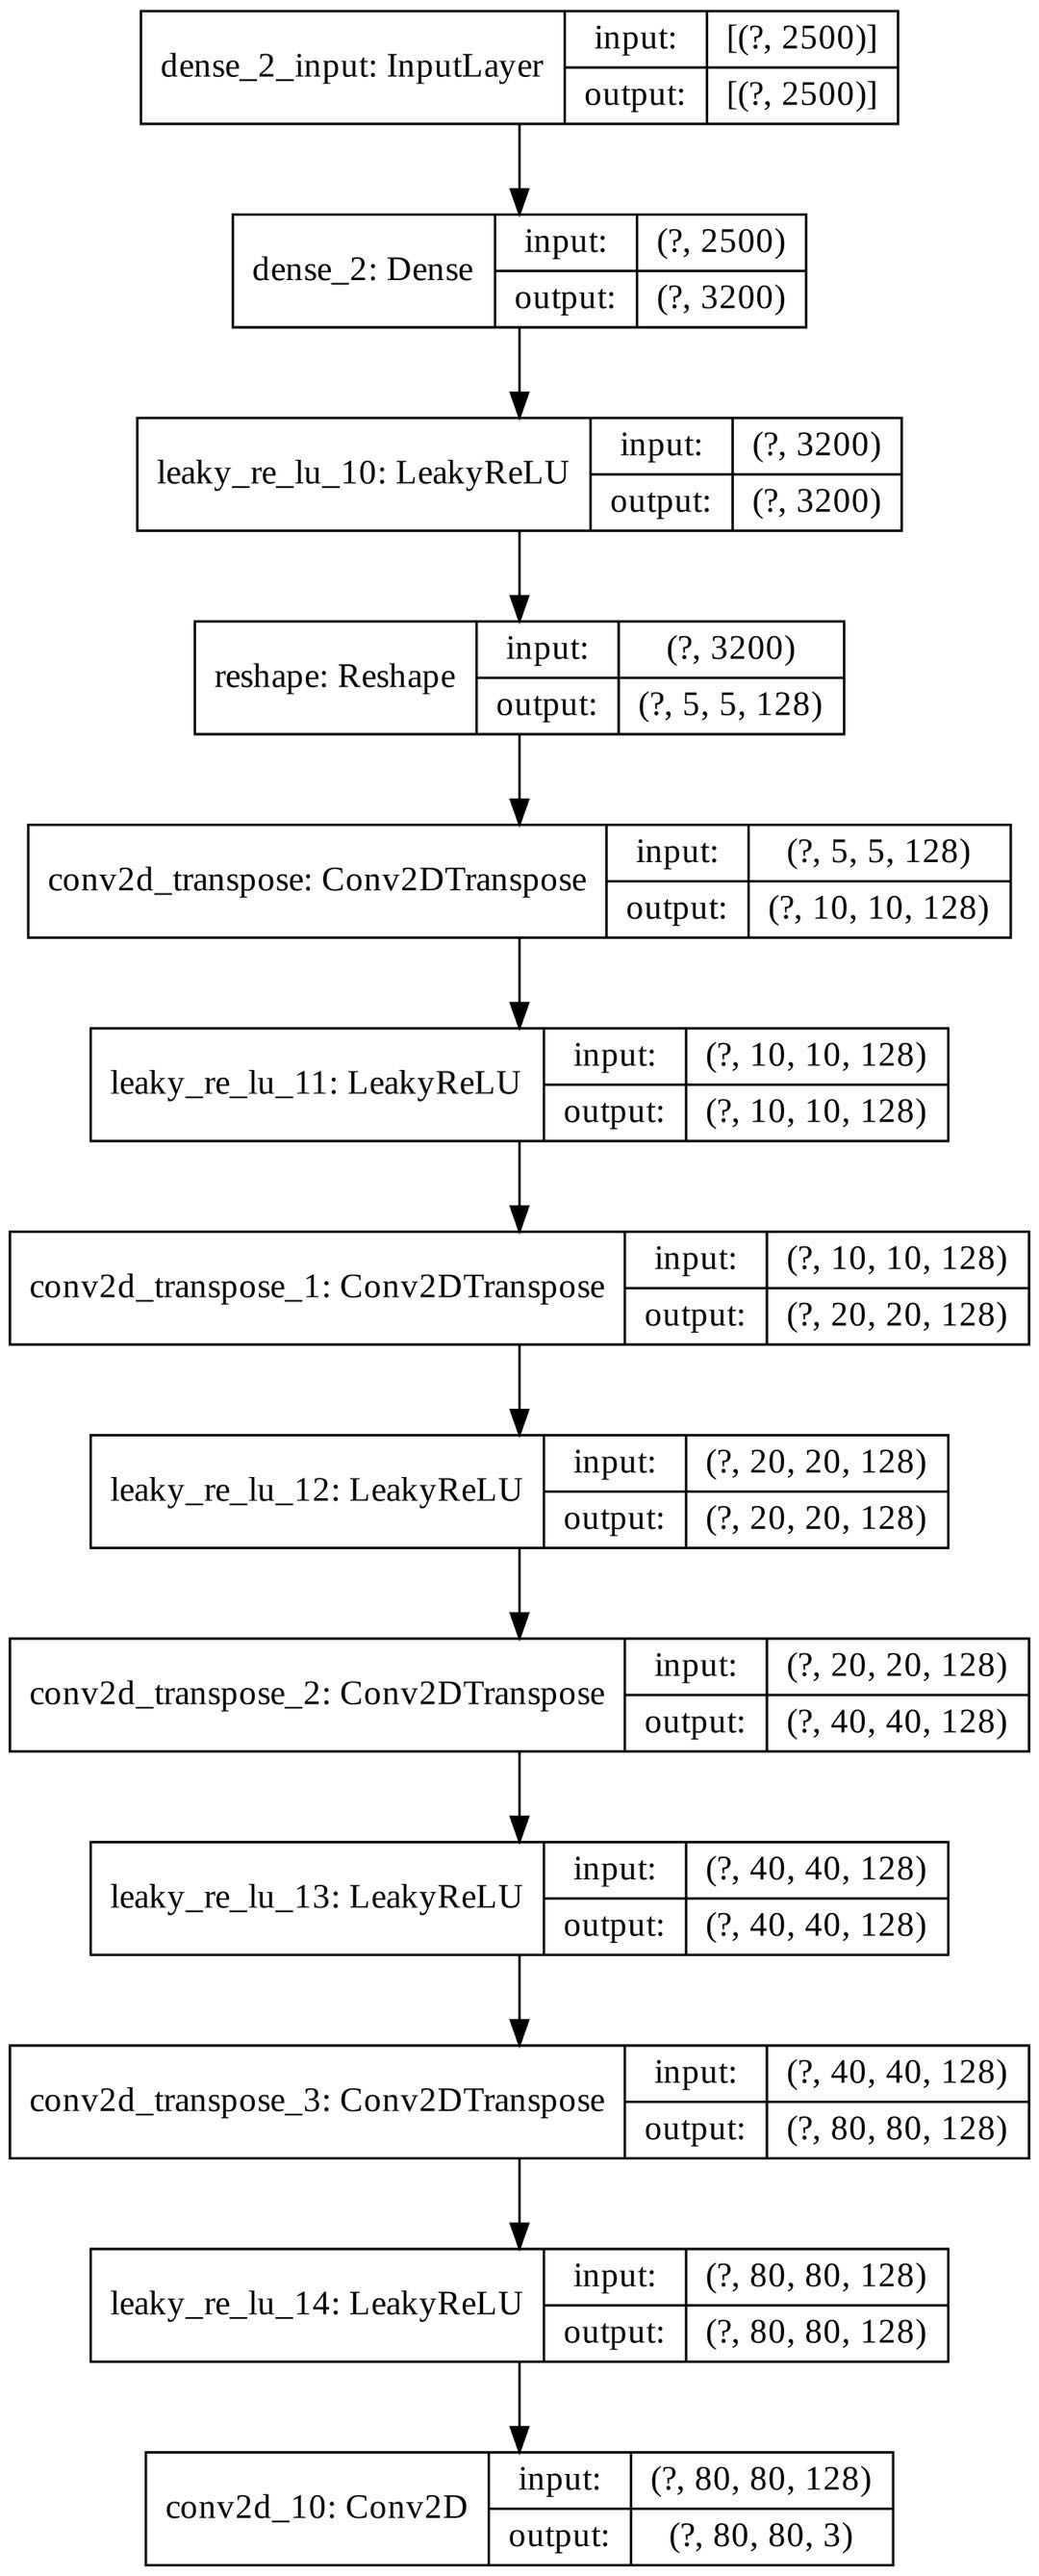 dense_2_input: InputLayer
input: [(?, 2500)]
output: [(?, 2500)]
dense_2: Dense
input: (?, 2500)
output: (?, 3200)
leaky_re_lu_10: LeakyReLU
input: (?, 3200)
output: (?, 3200)
reshape: Reshape
input: (?, 3200)
output: (?, 5, 5, 128)
conv2d_transpose: Conv2DTranspose
input: (?, 5, 5, 128)
output: (?, 10, 10, 128)
leaky_re_lu_11: LeakyReLU
input: (?, 10, 10, 128)
output: (?, 10, 10, 128)
conv2d_transpose_1: Conv2DTranspose
input: (?, 10, 10, 128)
output: (?, 20, 20, 128)
leaky_re_lu_12: LeakyReLU
input: (?, 20, 20, 128)
output: (?, 20, 20, 128)
conv2d_transpose_2: Conv2DTranspose
input: (?, 20, 20, 128)
output: (?, 40, 40, 128)
leaky_re_lu_13: LeakyReLU
input: (?, 40, 40, 128)
output: (?, 40, 40, 128)
conv2d_transpose_3: Conv2DTranspose
input: (?, 40, 40, 128)
output: (?, 80, 80, 128)
leaky_re_lu_14: LeakyReLU
input: (?, 80, 80, 128)
output: (?, 80, 80, 128)
conv2d_10: Conv2D
input: (?, 80, 80, 128)
output: (?, 80, 80, 3)